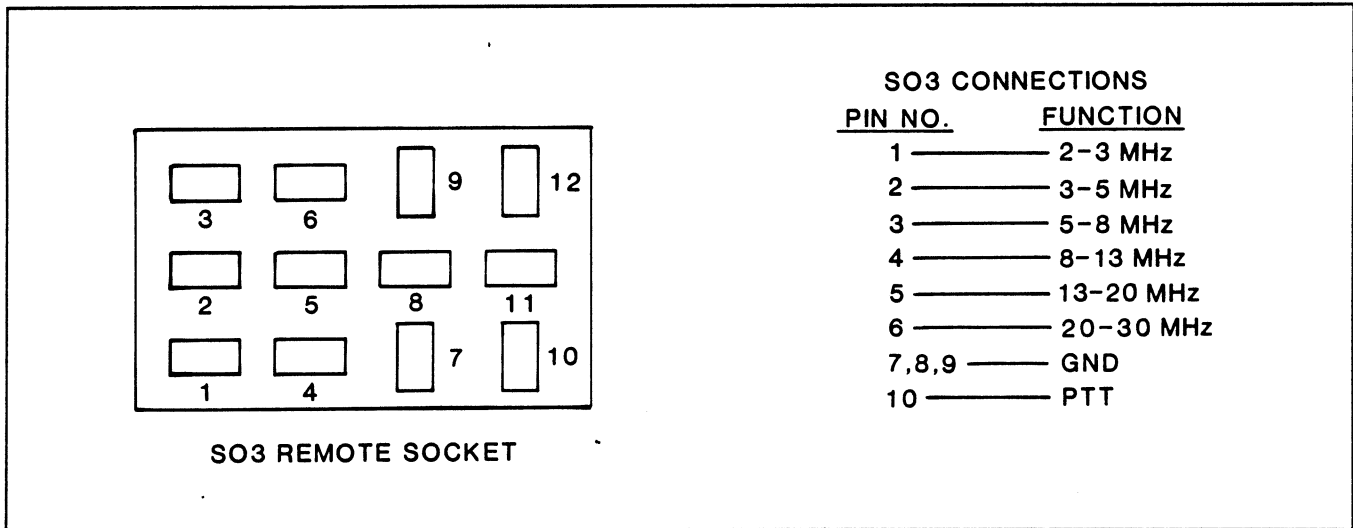 3 6 9 12
2 5 8 11
1 4 7 10
SO3 REMOTE SOCKET
SO3 CONNECTIONS
PIN NO. FUNCTION
1 2-3 MHz
2 3-5 MHz
3 5-8 MHz
4 8-13 MHz
5 13-20 MHz
6 20-30 MHz
7,8,9 GND
10 PTT